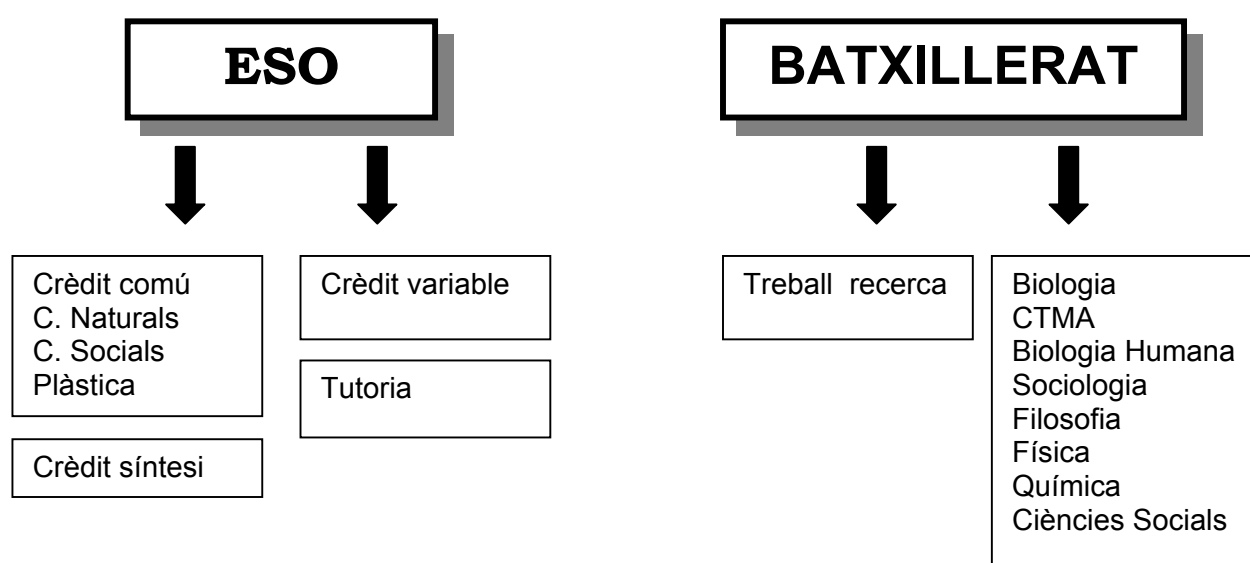 ESO
Crèdit comú
C. Naturals
C. Socials
Plàstica
Crèdit síntesi
Crèdit variable
Tutoria
BATXILLERAT
Treball recerca
Biologia
CTMA
Biologia Humana
Sociologia
Filosofia
Física
Química
Ciències Socials